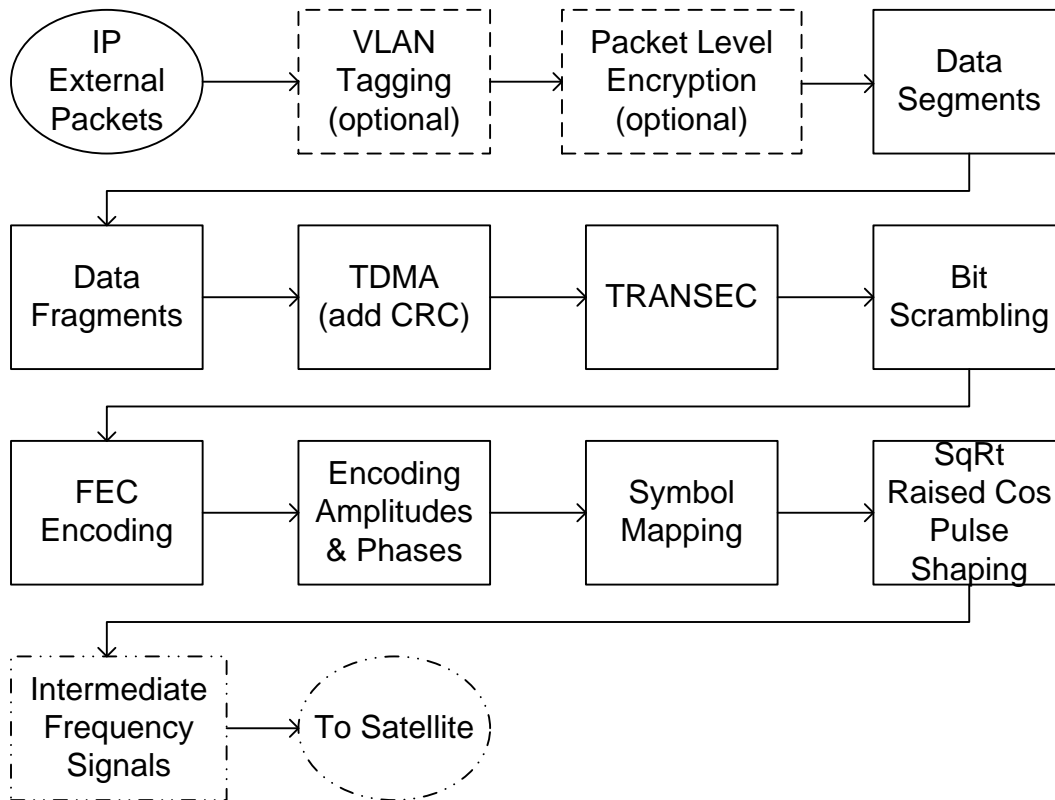 IP
External
Packets
VLAN
Tagging
(optional)
Packet Level
Encryption
(optional)
Data
Segments
Data
Fragments
TDMA
(add CRC)
TRANSEC
Bit
Scrambling
FEC
Encoding
Encoding
Amplitudes
& Phases
Symbol
Mapping
SqRt
Raised Cos
Pulse
Shaping
Intermediate
Frequency
Signals
To Satellite